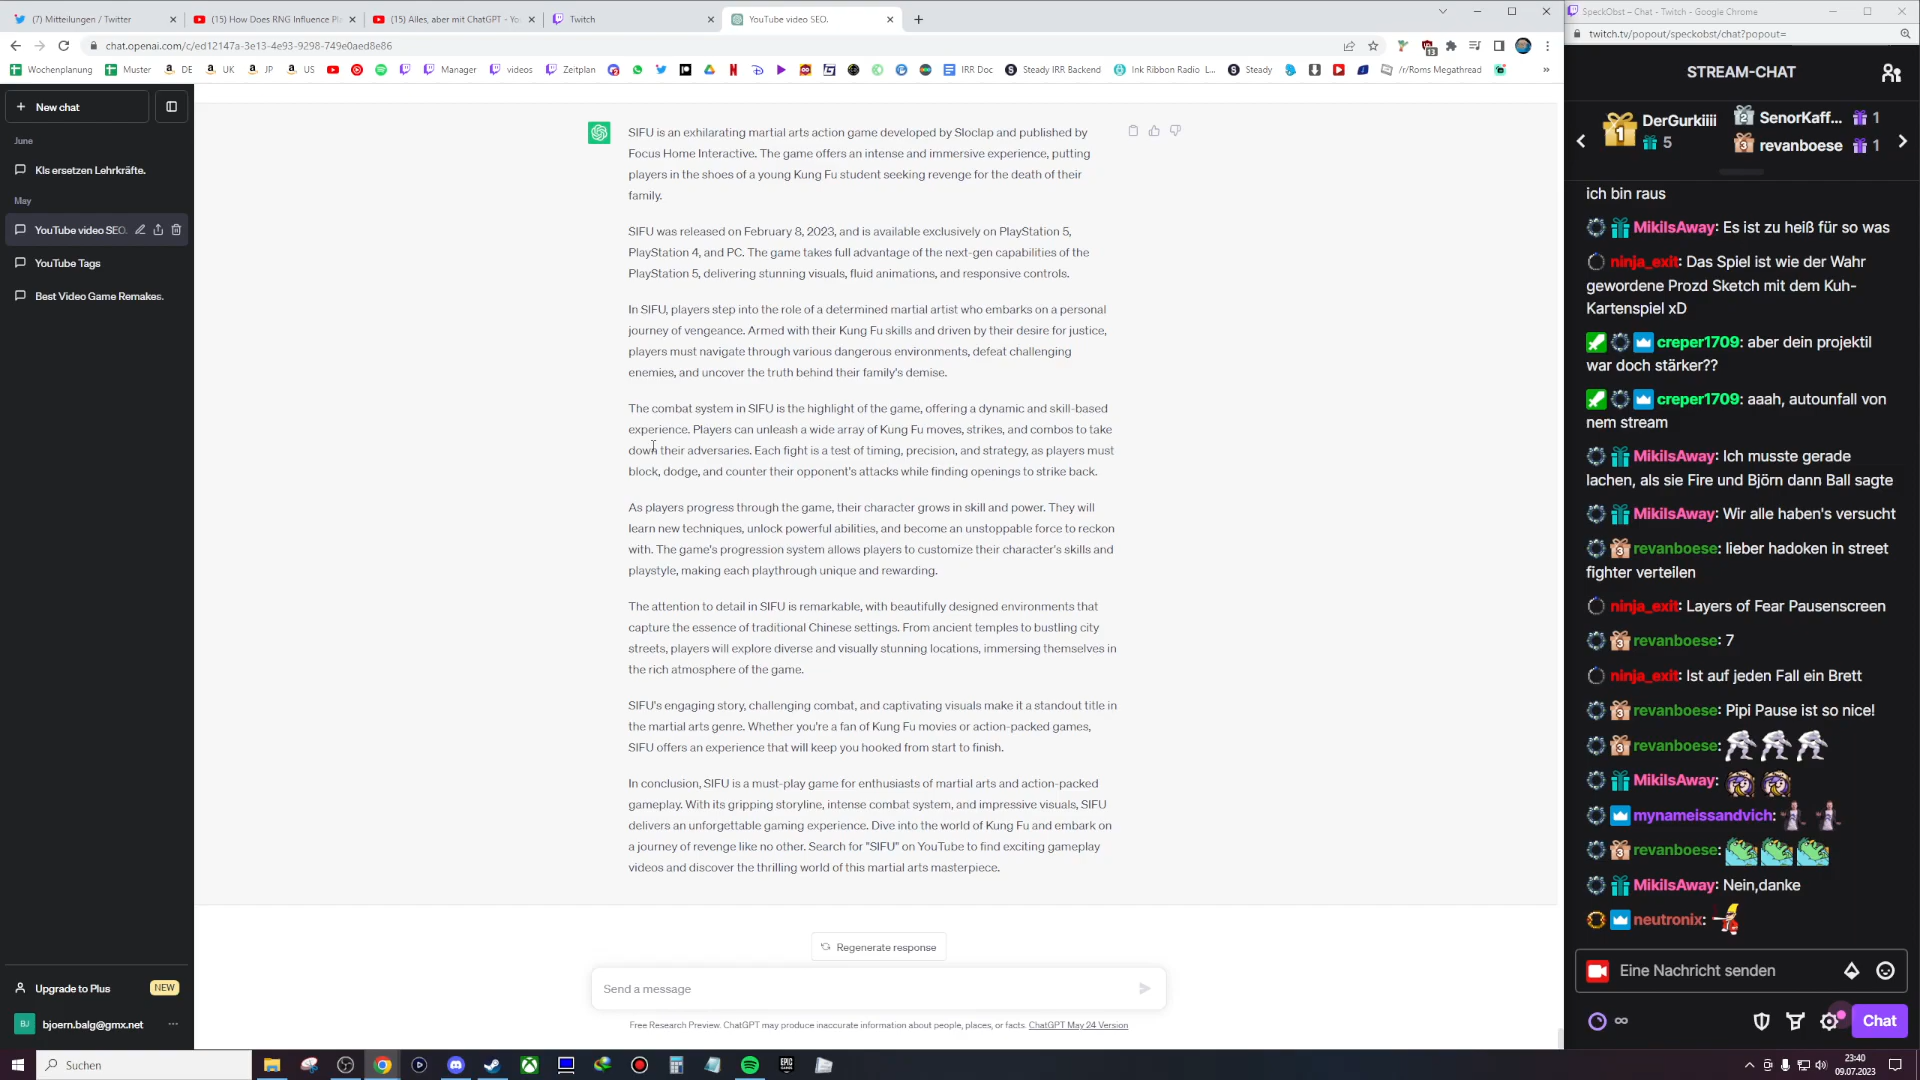 (7) Mitteilungen / Twitter
(15) How Does RNG Influence Pl
(15) Alles, aber mit ChatGPT - Yo
Twitch
YouTube video SEO.
SpeckObst – Chat - Twitch - Google Chrome
chat.openai.com/c/ed12147a-3e13-4e93-9298-749e0aed8e86
twitch.tv/popout/speckobst/chat?popout=
Wochenplanung
Muster
DE
UK
JP
US
Manager
videos
Zeitplan
IRR Doc
Steady IRR Backend
Ink Ribbon Radio L...
Steady
/r/Roms Megathread
»
New chat
June
KIs ersetzen Lehrkräfte.
May
YouTube video SEO.
YouTube Tags
Best Video Game Remakes.
SIFU is an exhilarating martial arts action game developed by Sloclap and published by
Focus Home Interactive. The game offers an intense and immersive experience, putting
players in the shoes of a young Kung Fu student seeking revenge for the death of their
family.
SIFU was released on February 8, 2023, and is available exclusively on PlayStation 5,
PlayStation 4, and PC. The game takes full advantage of the next-gen capabilities of the
PlayStation 5, delivering stunning visuals, fluid animations, and responsive controls.
In SIFU, players step into the role of a determined martial artist who embarks on a personal
journey of vengeance. Armed with their Kung Fu skills and driven by their desire for justice,
players must navigate through various dangerous environments, defeat challenging
enemies, and uncover the truth behind their family's demise.
The combat system in SIFU is the highlight of the game, offering a dynamic and skill-based
experience. Players can unleash a wide array of Kung Fu moves, strikes, and combos to take
down their adversaries. Each fight is a test of timing, precision, and strategy, as players must
block, dodge, and counter their opponent's attacks while finding openings to strike back.
As players progress through the game, their character grows in skill and power. They will
learn new techniques, unlock powerful abilities, and become an unstoppable force to reckon
with. The game's progression system allows players to customize their character's skills and
playstyle, making each playthrough unique and rewarding.
The attention to detail in SIFU is remarkable, with beautifully designed environments that
capture the essence of traditional Chinese settings. From ancient temples to bustling city
streets, players will explore diverse and visually stunning locations, immersing themselves in
the rich atmosphere of the game.
SIFU's engaging story, challenging combat, and captivating visuals make it a standout title in
the martial arts genre. Whether you're a fan of Kung Fu movies or action-packed games,
SIFU offers an experience that will keep you hooked from start to finish.
In conclusion, SIFU is a must-play game for enthusiasts of martial arts and action-packed
gameplay. With its gripping storyline, intense combat system, and impressive visuals, SIFU
delivers an unforgettable gaming experience. Dive into the world of Kung Fu and embark on
a journey of revenge like no other. Search for "SIFU" on YouTube to find exciting gameplay
videos and discover the thrilling world of this martial arts masterpiece.
Regenerate response
Send a message
Free Research Preview. ChatGPT may produce inaccurate information about people, places, or facts. ChatGPT May 24 Version
Upgrade to Plus
NEW
BJ
bjoern.balg@gmx.net
STREAM-CHAT
1 DerGurkiiii 5
2 SenorKaff... 1
3 revanboese 1
ich bin raus
MikiIsAway: Es ist zu heiß für so was
ninja_exit: Das Spiel ist wie der Wahr
gewordene Prozd Sketch mit dem Kuh-
Kartenspiel xD
creper1709: aber dein projektil
war doch stärker??
creper1709: aaah, autounfall von
nem stream
MikiIsAway: Ich musste gerade
lachen, als sie Fire und Björn dann Ball sagte
MikiIsAway: Wir alle haben's versucht
revanboese: lieber hadoken in street
fighter verteilen
ninja_exit: Layers of Fear Pausenscreen
revanboese: 7
ninja_exit: Ist auf jeden Fall ein Brett
revanboese: Pipi Pause ist so nice!
revanboese:
MikiIsAway:
mynameissandvich:
revanboese:
MikiIsAway: Nein,danke
neutronix:
Eine Nachricht senden
∞
Chat
Suchen
23:40
09.07.2023